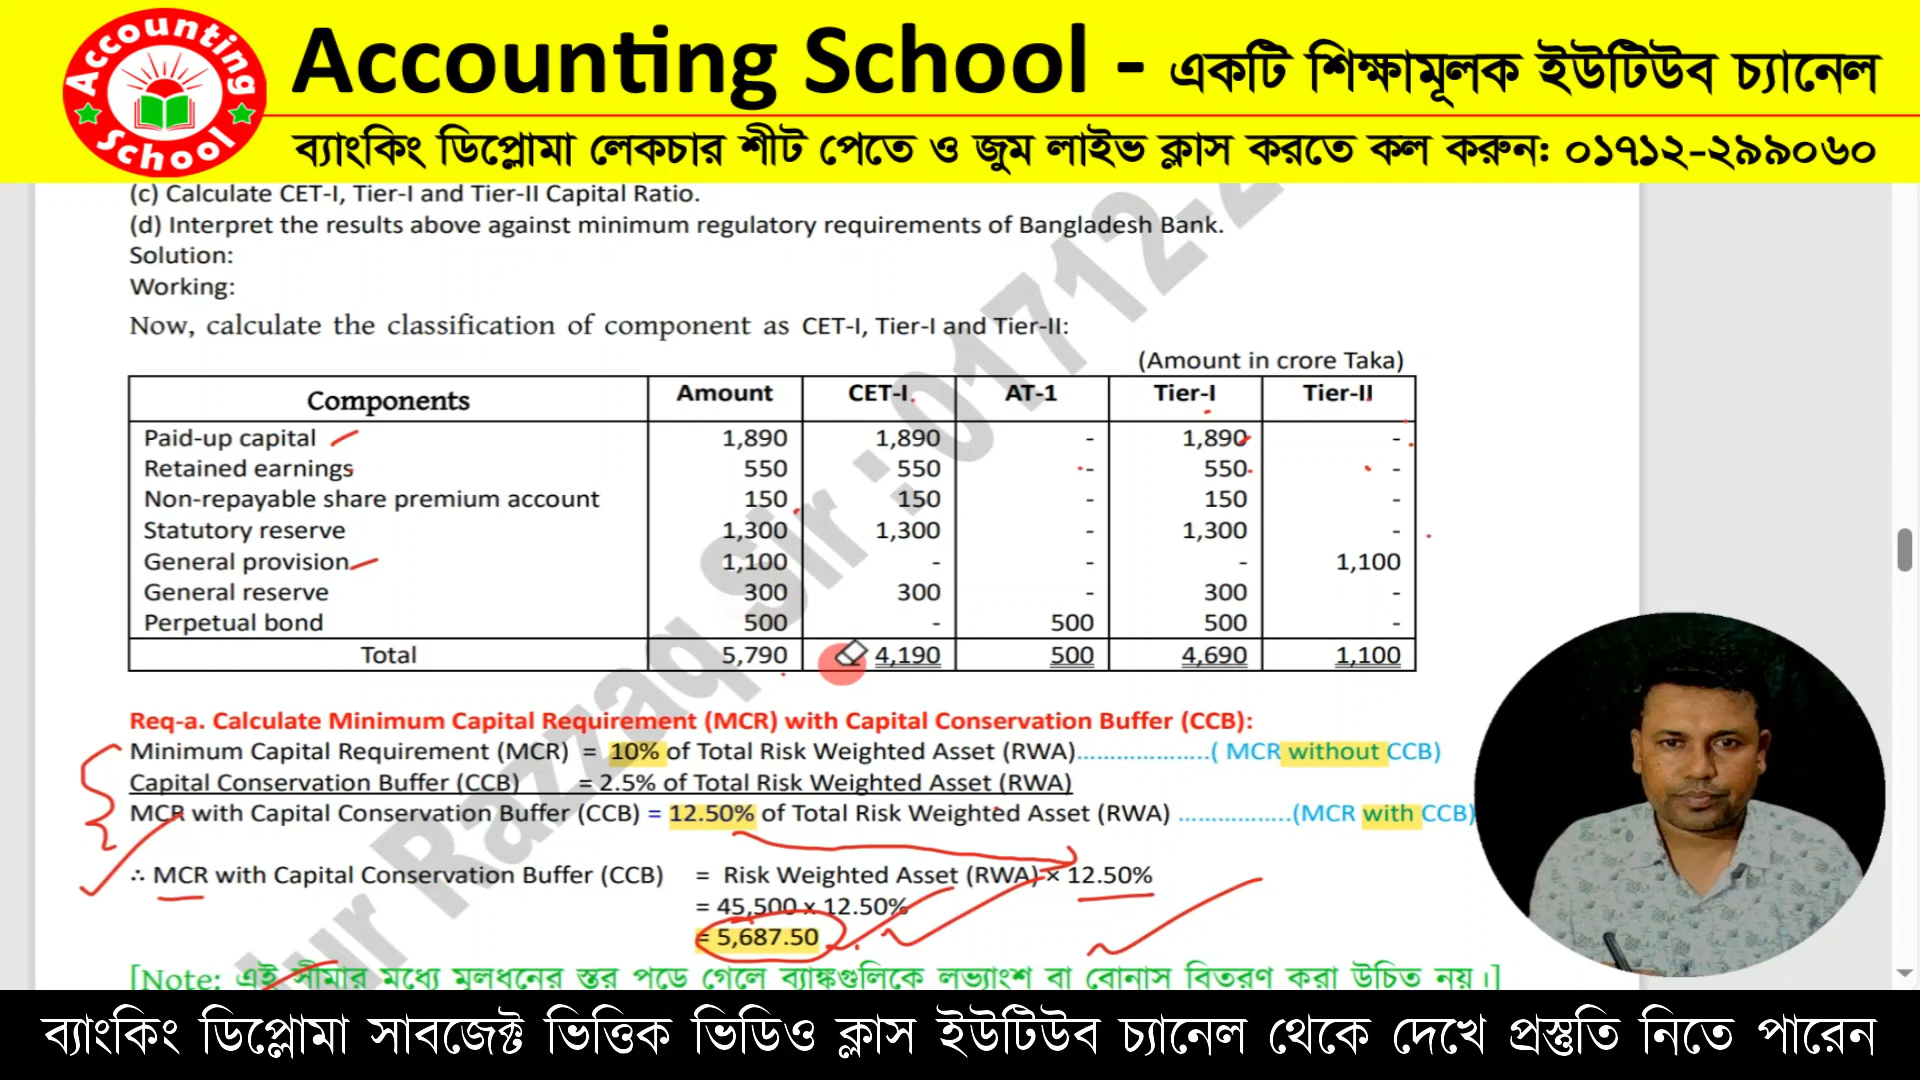 Accounting School
Accounting School - একটি শিক্ষামূলক ইউটিউব চ্যানেল
ব্যাংকিং ডিপ্লোমা লেকচার শীট পেতে ও জুম লাইভ ক্লাস করতে কল করুন: ০১৭১২-২৯৯০৬০
(c) Calculate CET-I, Tier-I and Tier-II Capital Ratio.
(d) Interpret the results above against minimum regulatory requirements of Bangladesh Bank.
Solution:
Working:
Now, calculate the classification of component as CET-I, Tier-I and Tier-II:
(Amount in crore Taka)
Components Amount CET-I AT-1 Tier-I Tier-II
Paid-up capital 1,890 1,890 - 1,890 -
Retained earnings 550 550 - 550 -
Non-repayable share premium account 150 150 - 150 -
Statutory reserve 1,300 1,300 - 1,300 -
General provision 1,100 - - - 1,100
General reserve 300 300 - 300 -
Perpetual bond 500 - 500 500 -
Total 5,790 4,190 500 4,690 1,100
Req-a. Calculate Minimum Capital Requirement (MCR) with Capital Conservation Buffer (CCB):
Minimum Capital Requirement (MCR) = 10% of Total Risk Weighted Asset (RWA)....................( MCR without CCB)
Capital Conservation Buffer (CCB) = 2.5% of Total Risk Weighted Asset (RWA)
MCR with Capital Conservation Buffer (CCB) = 12.50% of Total Risk Weighted Asset (RWA) .................(MCR with CCB)
∴ MCR with Capital Conservation Buffer (CCB) = Risk Weighted Asset (RWA) × 12.50%
= 45,500 x 12.50%
= 5,687.50
[Note: এই সীমার মধ্যে মূলধনের স্তর পড়ে গেলে ব্যাঙ্কগুলিকে লভ্যাংশ বা বোনাস বিতরণ করা উচিত নয়।]
ব্যাংকিং ডিপ্লোমা সাবজেক্ট ভিত্তিক ভিডিও ক্লাস ইউটিউব চ্যানেল থেকে দেখে প্রস্তুতি নিতে পারেন